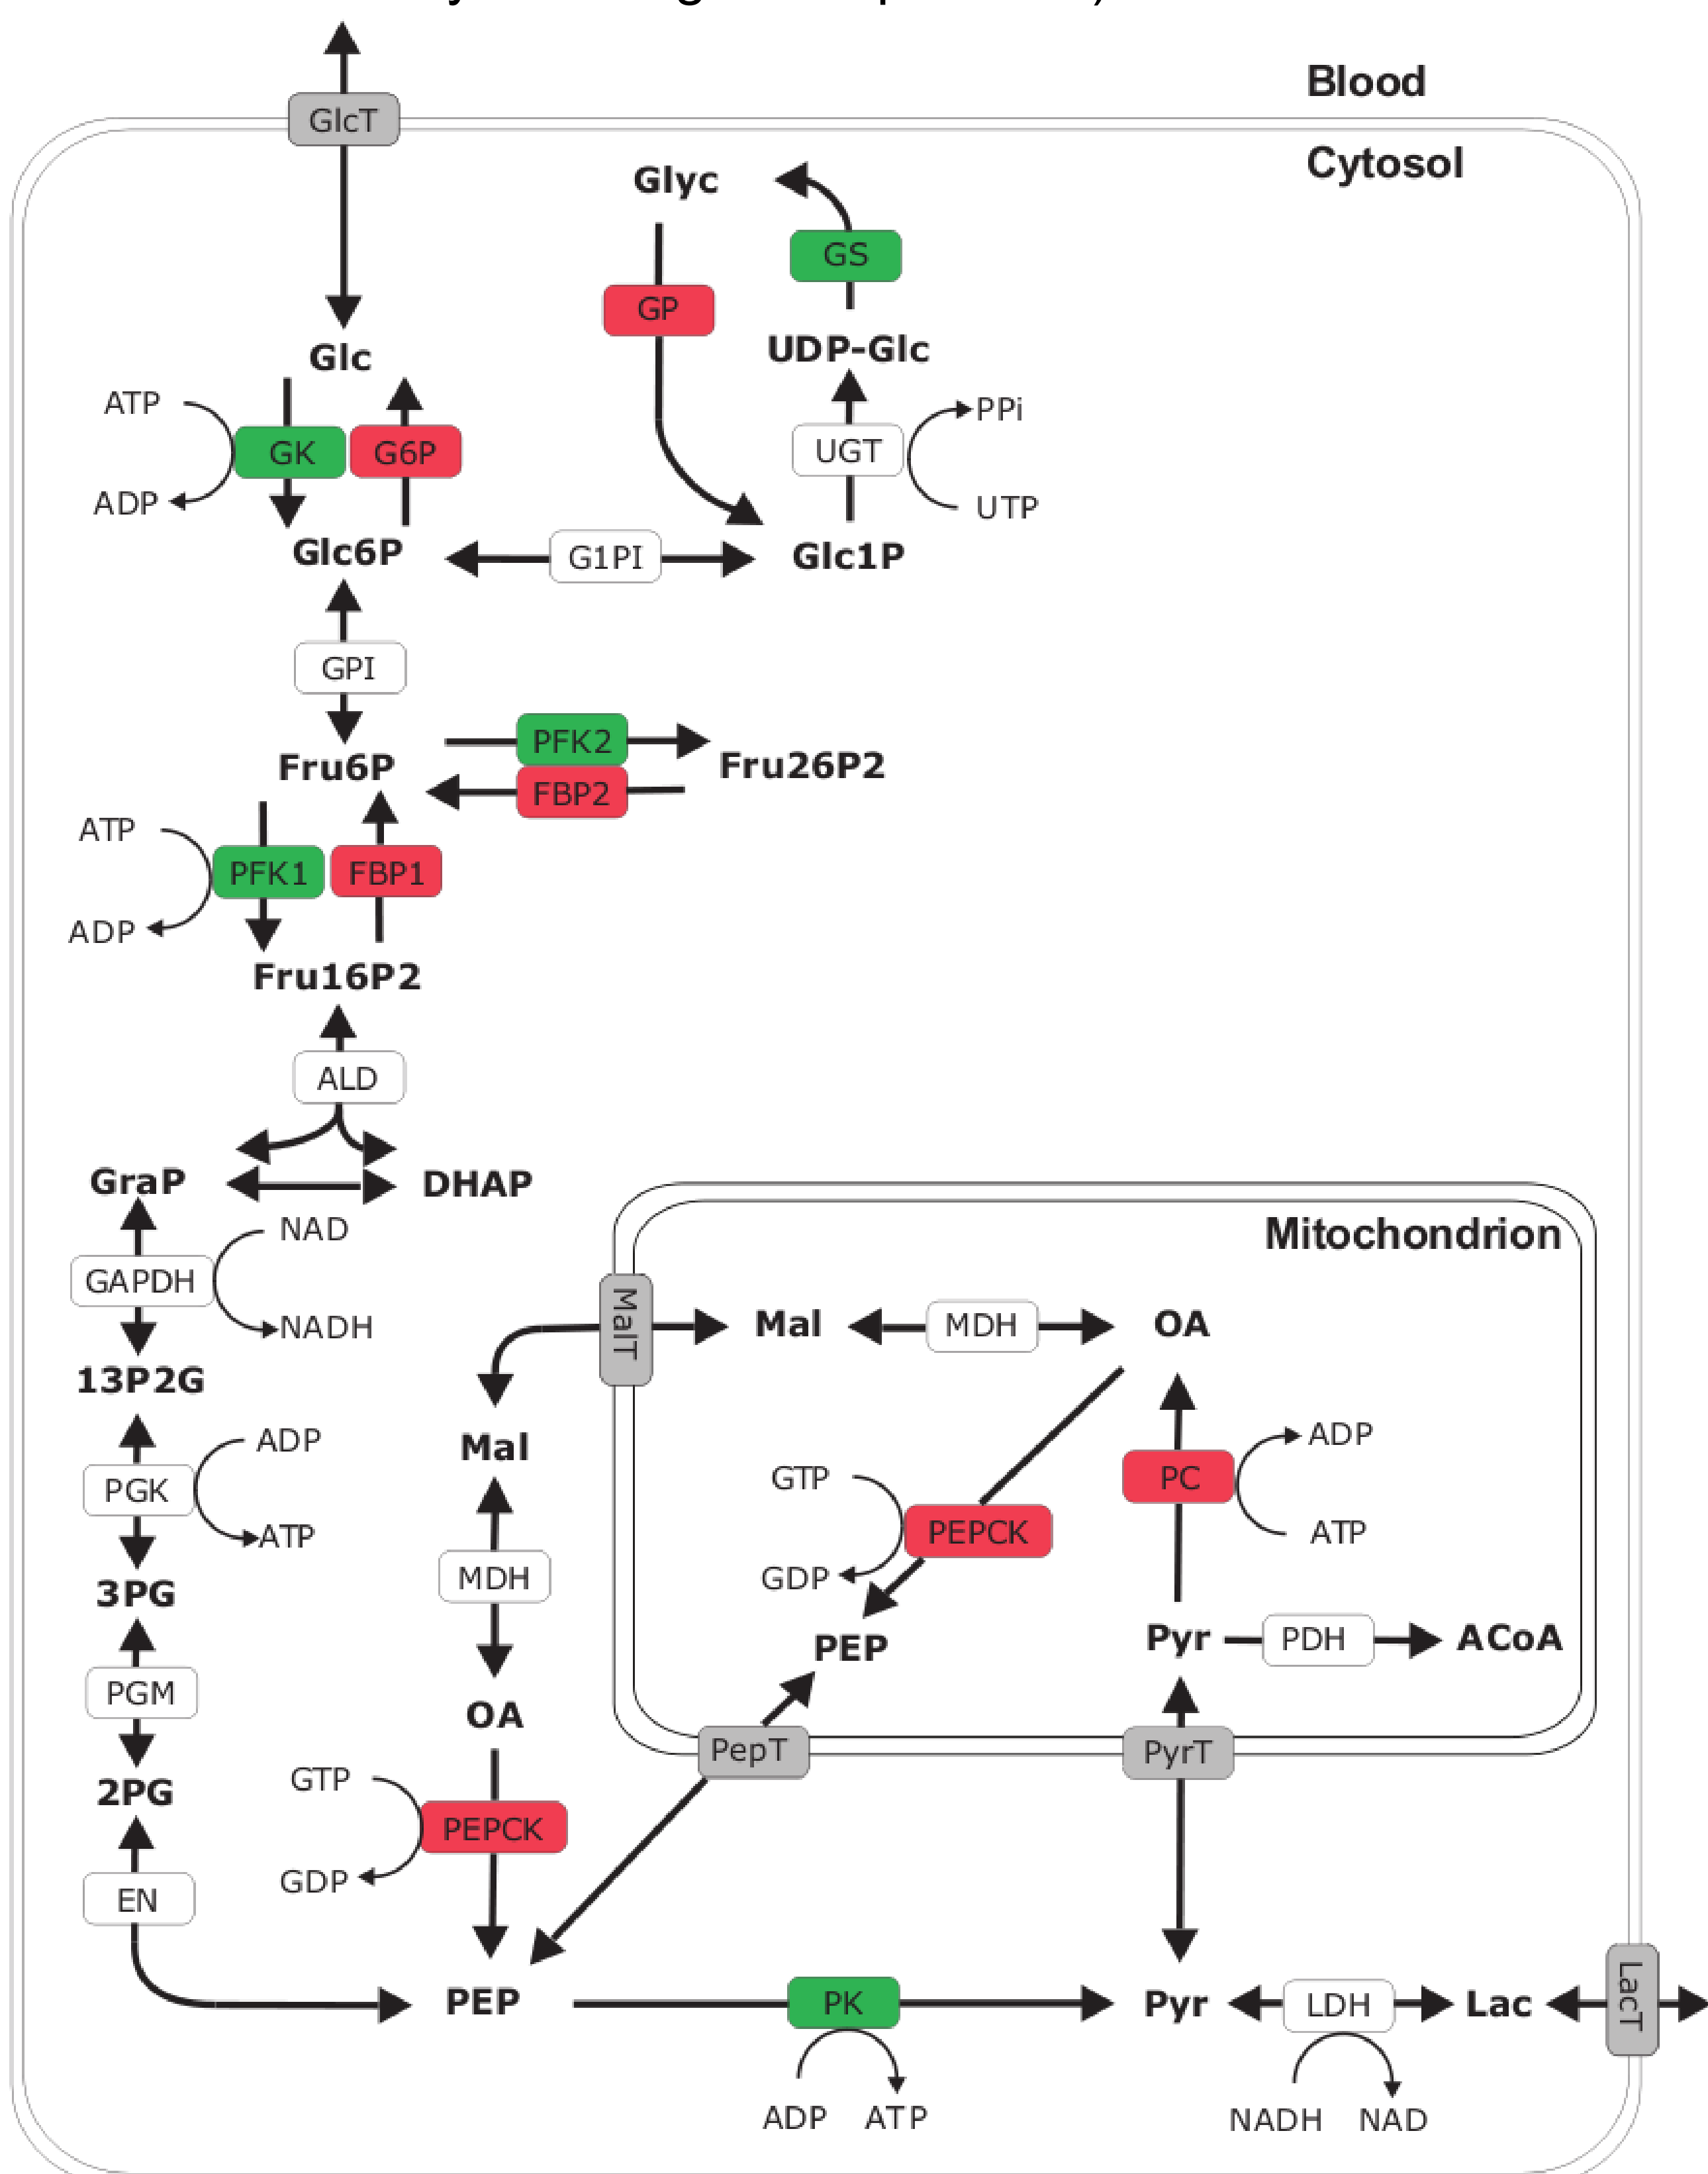 Blood
GlcT
Cytosol
Glyc
GS
GP
UDP-Glc
Glc
ATP
PPi
GK
G6P
UGT
ADP
UTP
Glc6P
G1PI
Glc1P
GPI
PFK2
Fru6P
Fru26P2
FBP2
ATP
PFK1
FBP1
ADP
Fru16P2
ALD
GraP
DHAP
NAD
Mitochondrion
GAPDH
NADH
MalT
Mal
MDH
OA
13P2G
ADP
Mal
ADP
PGK
GTP
PC
ATP
PEPCK
ATP
MDH
GDP
3PG
PEP
Pyr
PDH
ACoA
PGM
OA
PepT
PyrT
2PG
GTP
PEPCK
GDP
EN
PEP
PK
Pyr
LDH
Lac
LacT
ADP
ATP
NADH
NAD